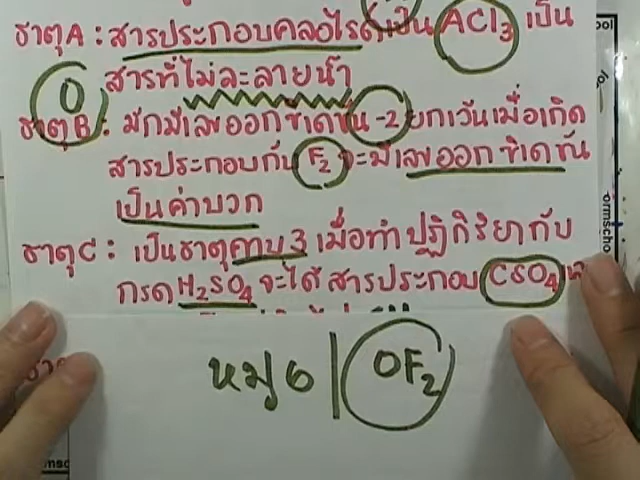 ธาตุA : สารประกอบคลอไรด์เป็น ACl3 เป็น
สารที่ไม่ละลายน้ำ
O
ธาตุB : มักมีเลขออกซิเดชัน -2 ยกเว้นเมื่อเกิด
สารประกอบกับ F2 จะมีเลขออกซิเดชัน
เป็นค่าบวก
ธาตุC : เป็นธาตุคาบ 3 เมื่อทำปฏิกิริยากับ
กรด H2SO4 จะได้ สารประกอบ CSO4
หมู่ 6 | OF2